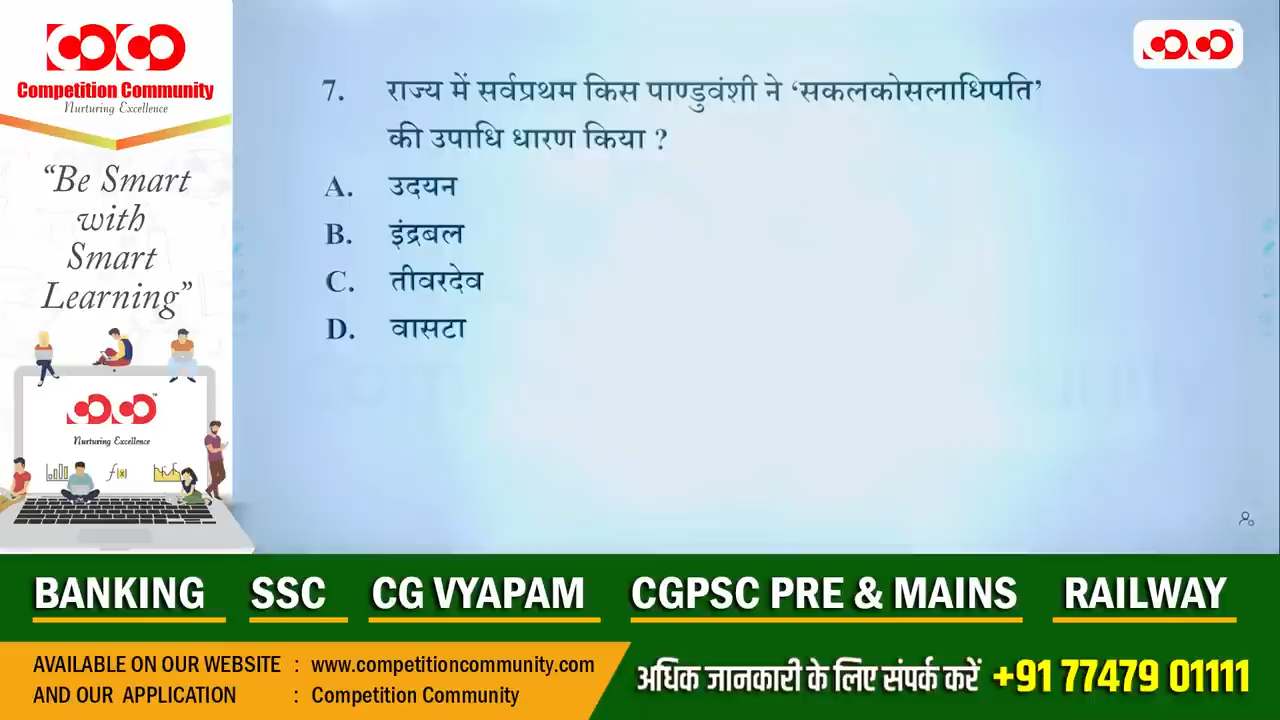 Competition Community
Nurturing Excellence
“Be Smart
with
Smart
Learning”
Nurturing Excellence
f(x)
7. राज्य में सर्वप्रथम किस पाण्डुवंशी ने ‘सकलकोसलाधिपति’
की उपाधि धारण किया ?
A. उदयन
B. इंद्रबल
C. तीवरदेव
D. वासटा
BANKING SSC CG VYAPAM CGPSC PRE & MAINS RAILWAY
AVAILABLE ON OUR WEBSITE : www.competitioncommunity.com
AND OUR APPLICATION : Competition Community
अधिक जानकारी के लिए संपर्क करें +91 77479 01111